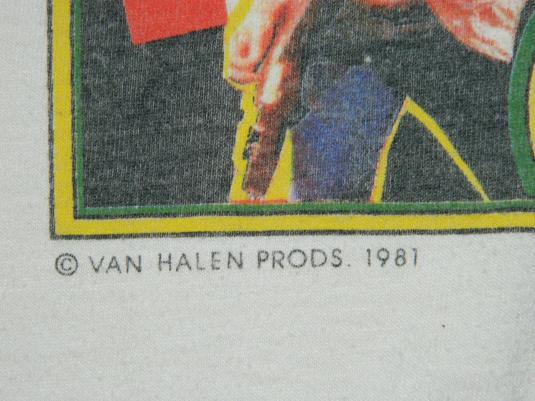 © VAN HALEN PRODS. 1981